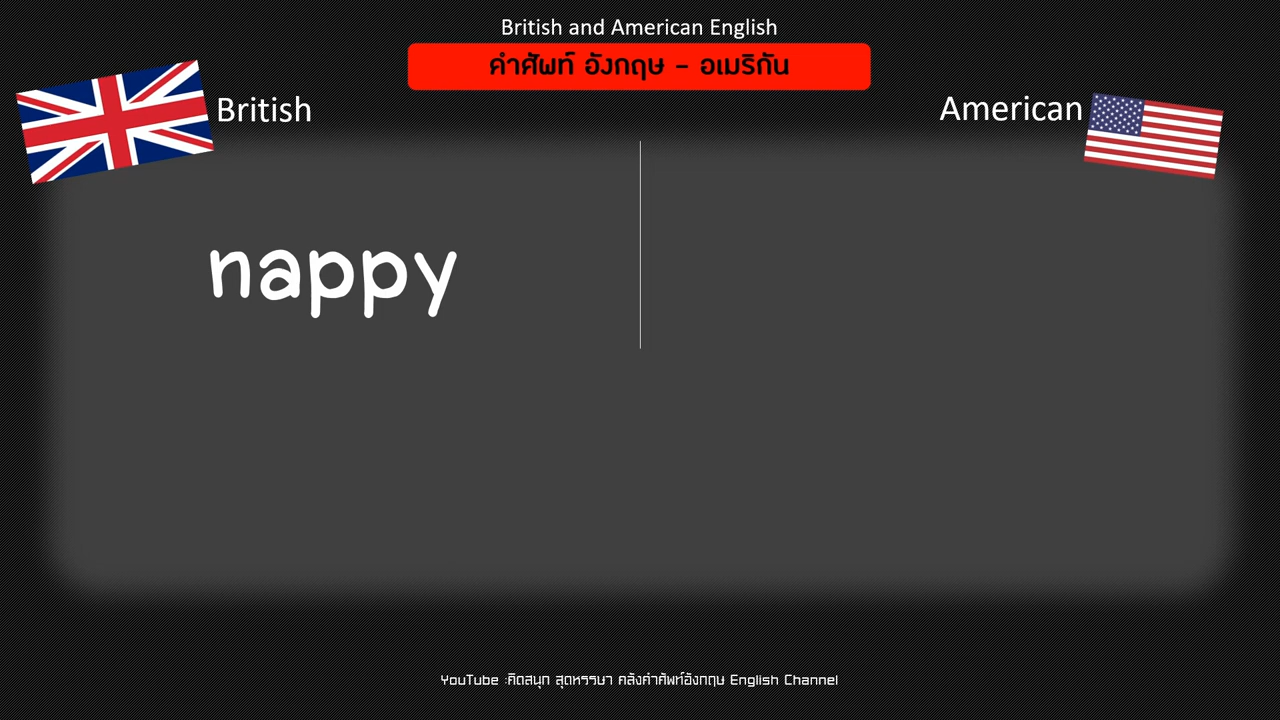 British and American English
คำศัพท์ อังกฤษ - อเมริกัน
British
American
nappy
YouTube :คิดสนุก สุดหรรษา คลังคำศัพท์อังกฤษ English Channel